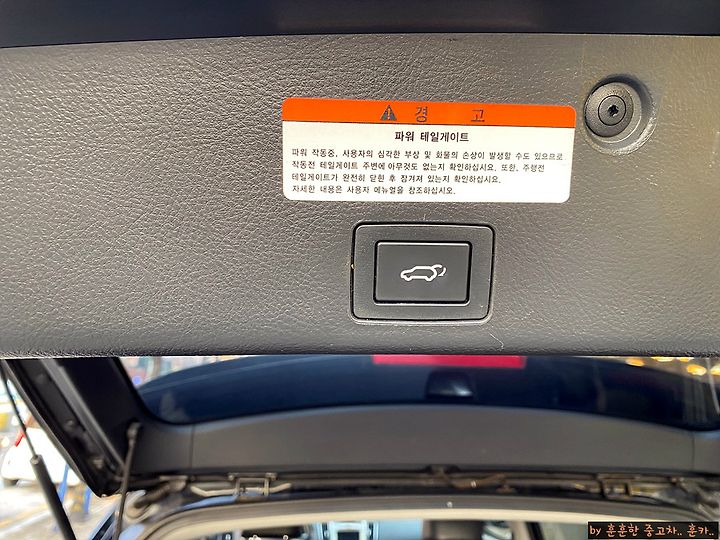 경 고
파워 테일게이트
파워 작동중, 사용자의 심각한 부상 및 화물의 손상이 발생할 수도 있으므로
작동전 테일게이트 주변에 아무것도 없는지 확인하십시요. 또한, 주행전
테일게이트가 완전히 닫힌 후 잠겨져 있는지 확인하십시요.
자세한 내용은 사용자 메뉴얼을 참조하십시오.
by 훈훈한 중고차.. 훈카..